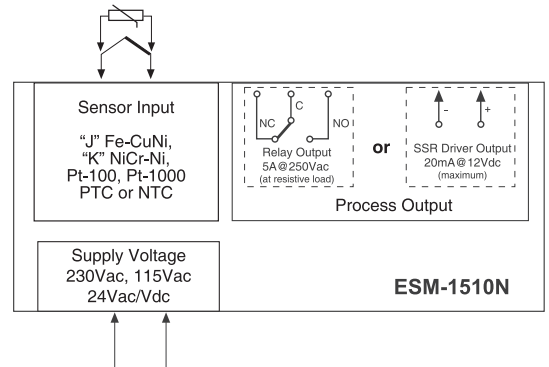 Sensor Input
"J" Fe-CuNi,
"K" NiCr-Ni,
Pt-100, Pt-1000
PTC or NTC
C
NC
NO
Relay Output
5A@250Vac
(at resistive load)
or
- +
SSR Driver Output
20mA@12Vdc
(maximum)
Process Output
Supply Voltage
230Vac, 115Vac
24Vac/Vdc
ESM-1510N